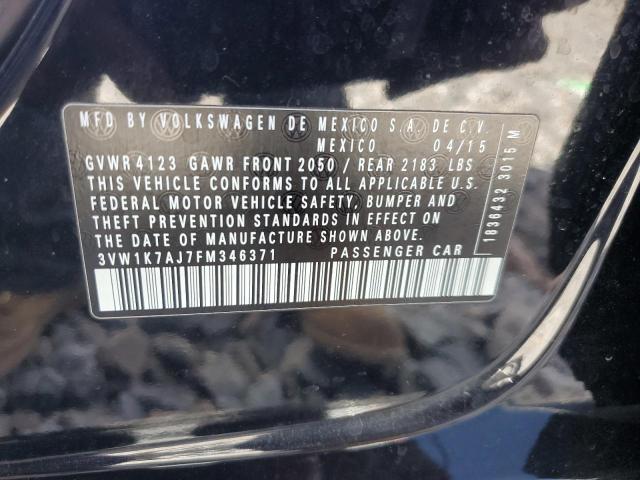 MFD BY VOLKSWAGEN DE MEXICO S.A. DE C.V.
MEXICO 04/15
GVWR 4123 GAWR FRONT 2050 / REAR 2183 LBS
THIS VEHICLE CONFORMS TO ALL APPLICABLE U.S.
FEDERAL MOTOR VEHICLE SAFETY, BUMPER AND
THEFT PREVENTION STANDARDS IN EFFECT ON
THE DATE OF MANUFACTURE SHOWN ABOVE.
3VW1K7AJ7FM346371 PASSENGER CAR
1836432 3015 M